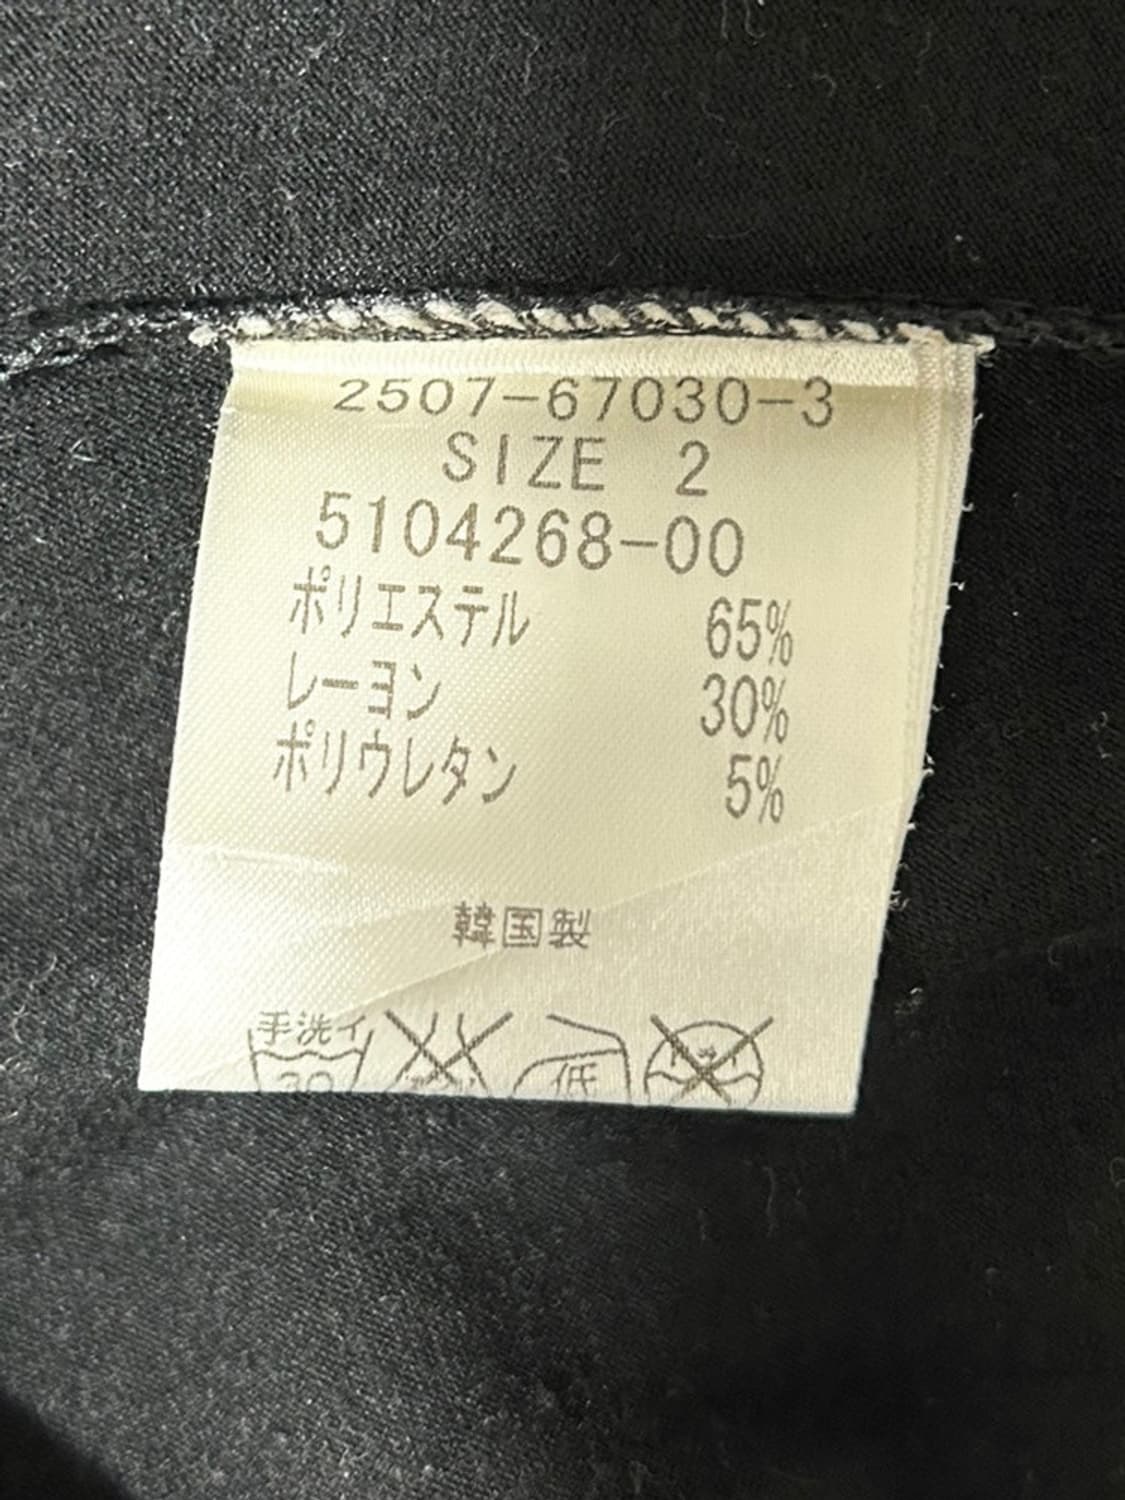 2507-67030-3
SIZE 2
5104268-00
ポリエステル 65%
レーヨン 30%
ポリウレタン 5%
韓国製
手洗イ
30
低